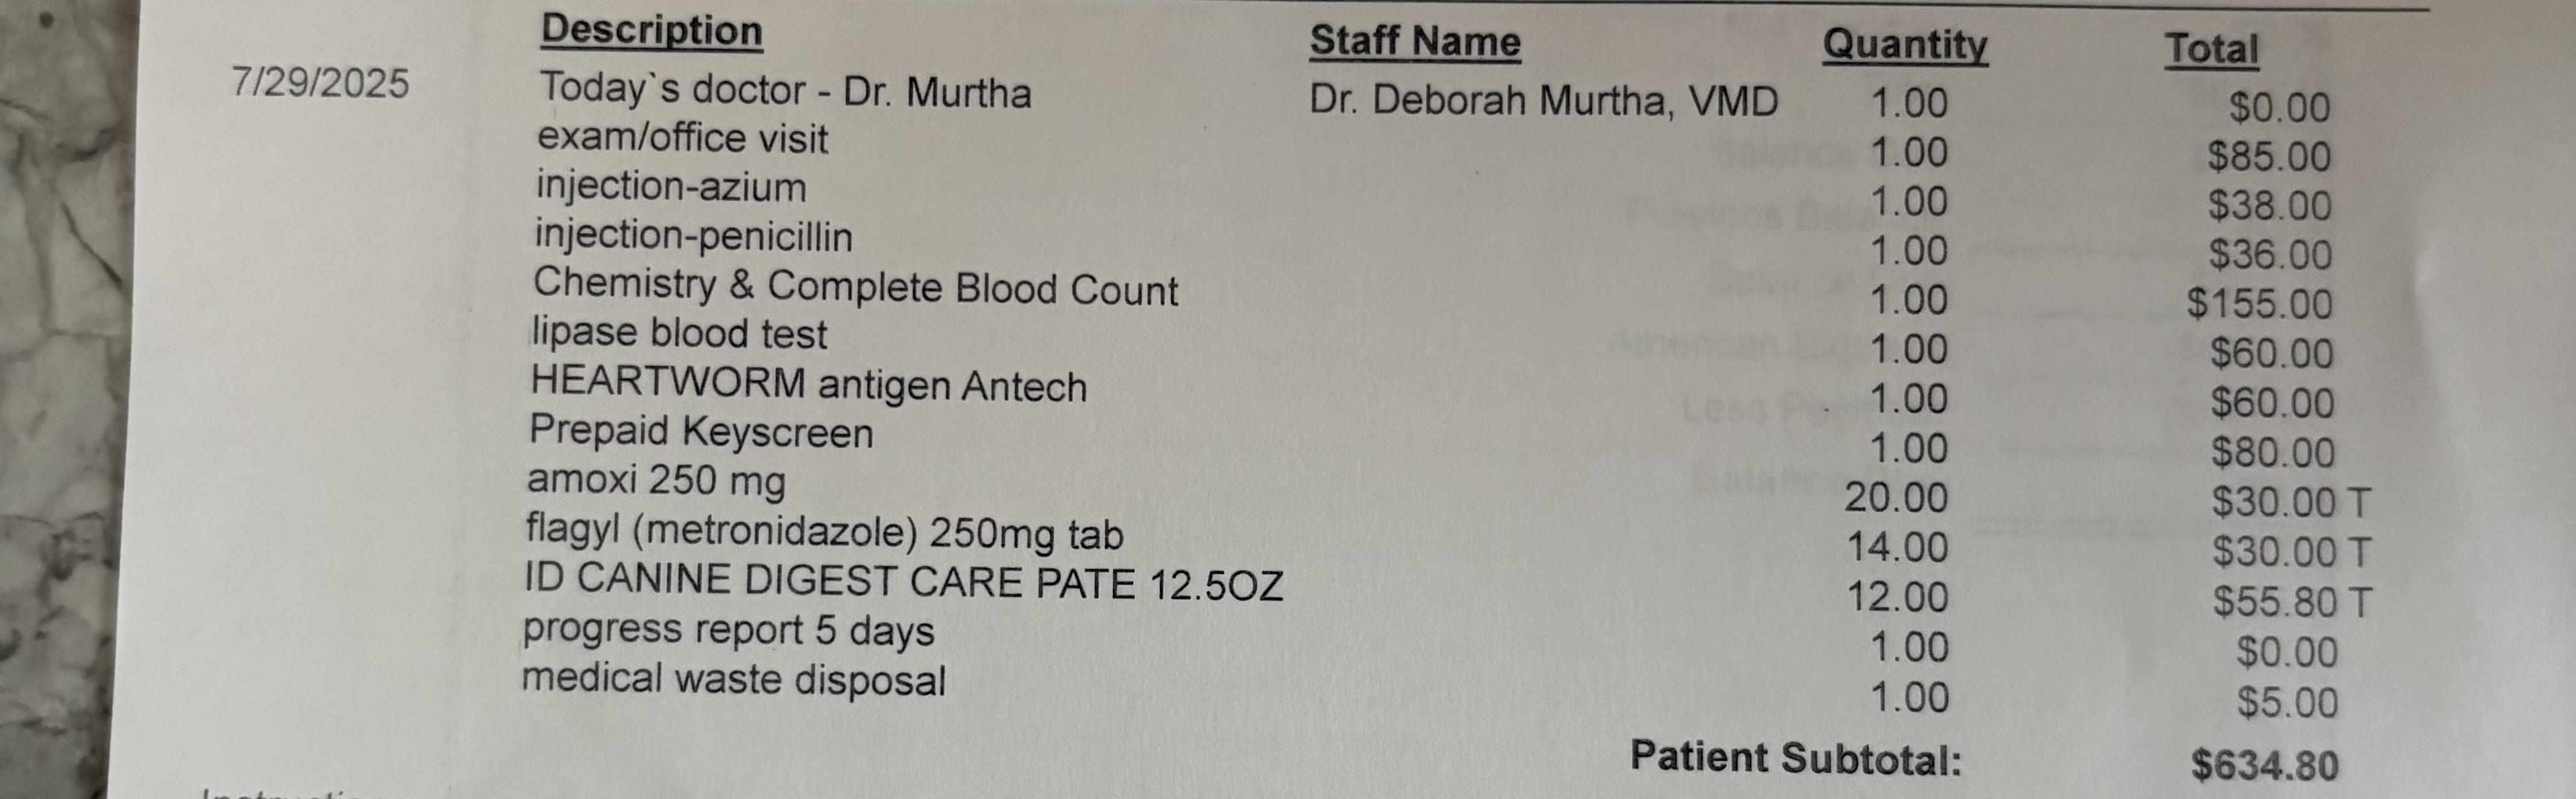 Description Staff Name Quantity Total
7/29/2025 Today`s doctor - Dr. Murtha Dr. Deborah Murtha, VMD 1.00 $0.00
exam/office visit 1.00 $85.00
injection-azium 1.00 $38.00
injection-penicillin 1.00 $36.00
Chemistry & Complete Blood Count 1.00 $155.00
lipase blood test 1.00 $60.00
HEARTWORM antigen Antech 1.00 $60.00
Prepaid Keyscreen 1.00 $80.00
amoxi 250 mg 20.00 $30.00 T
flagyl (metronidazole) 250mg tab 14.00 $30.00 T
ID CANINE DIGEST CARE PATE 12.5OZ 12.00 $55.80 T
progress report 5 days 1.00 $0.00
medical waste disposal 1.00 $5.00
Patient Subtotal: $634.80